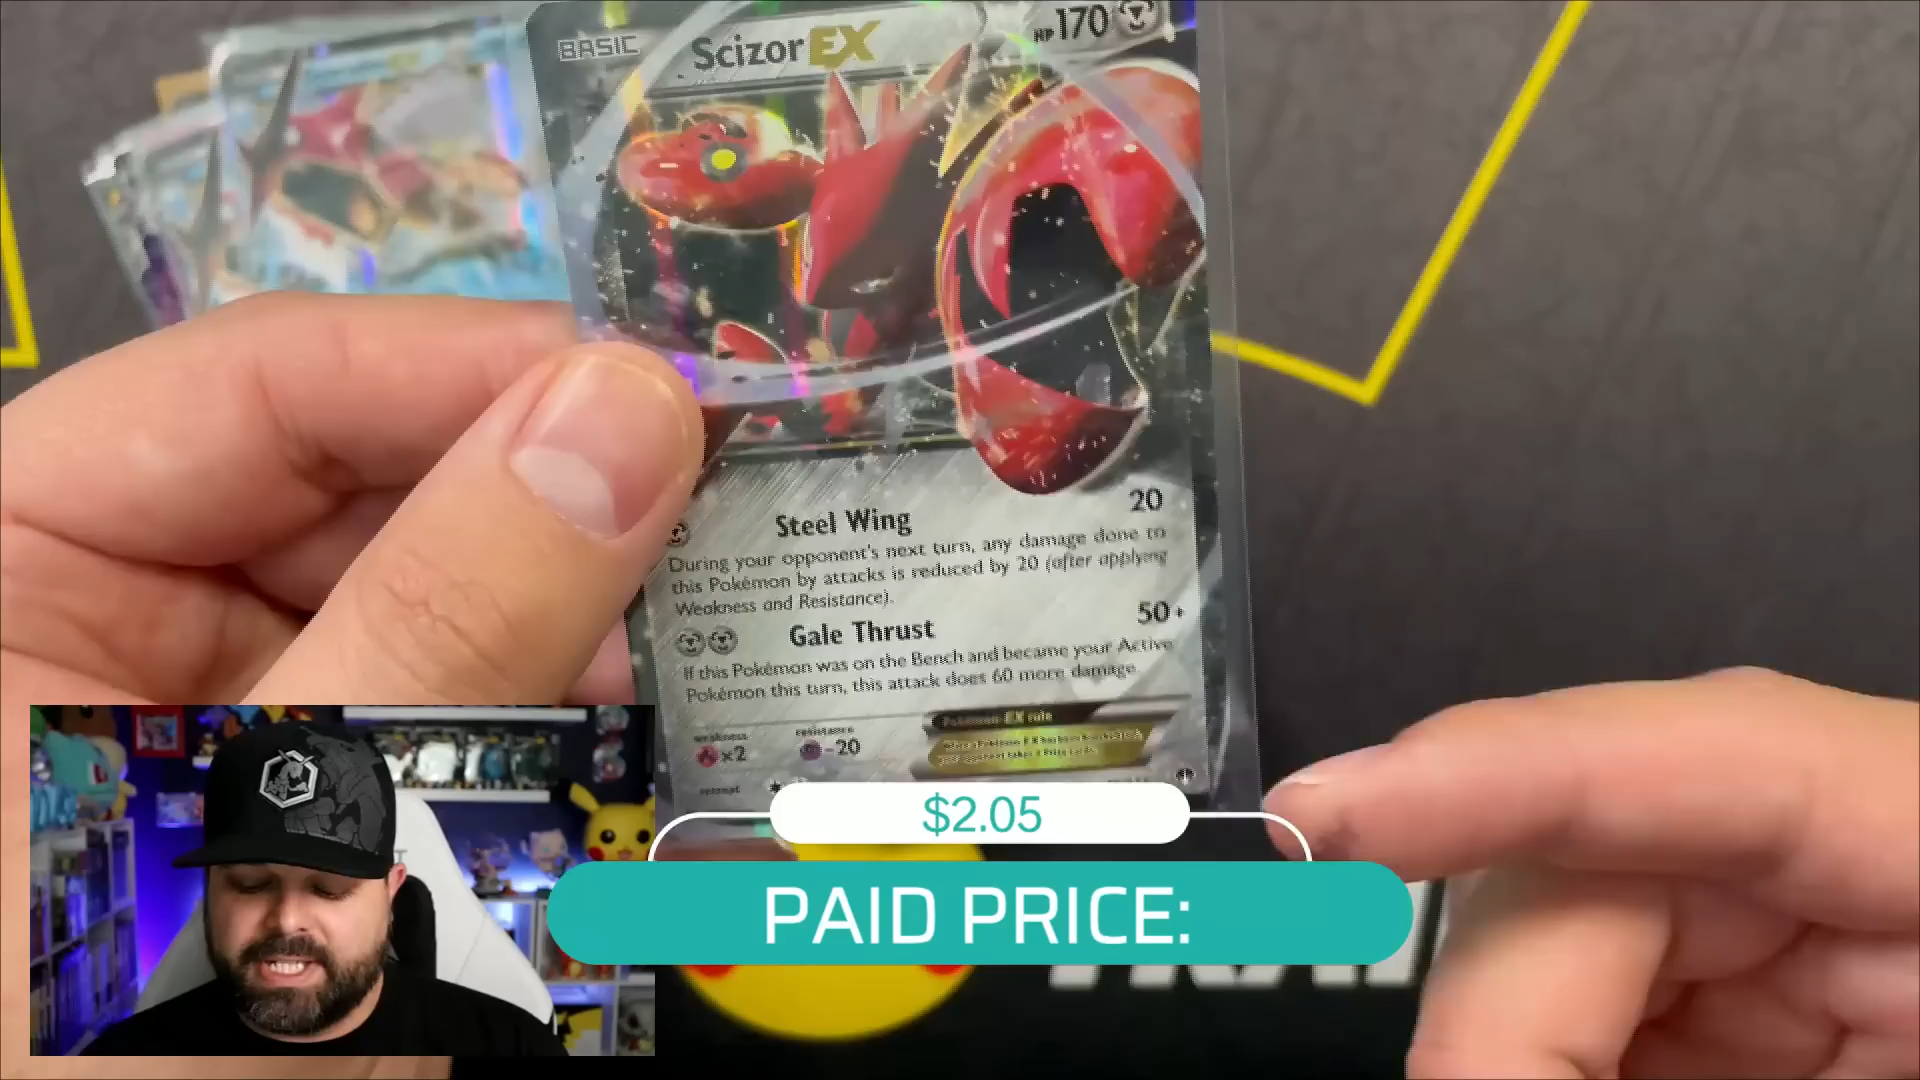 BASIC
Scizor EX
HP 170
Steel Wing
20
During your opponent's next turn, any damage done to
this Pokémon by attacks is reduced by 20 (after applying
Weakness and Resistance).
Gale Thrust
50+
If this Pokémon was on the Bench and became your Active
Pokémon this turn, this attack does 60 more damage.
weakness
×2
resistance
-20
Pokémon-EX rule
$2.05
PAID PRICE: